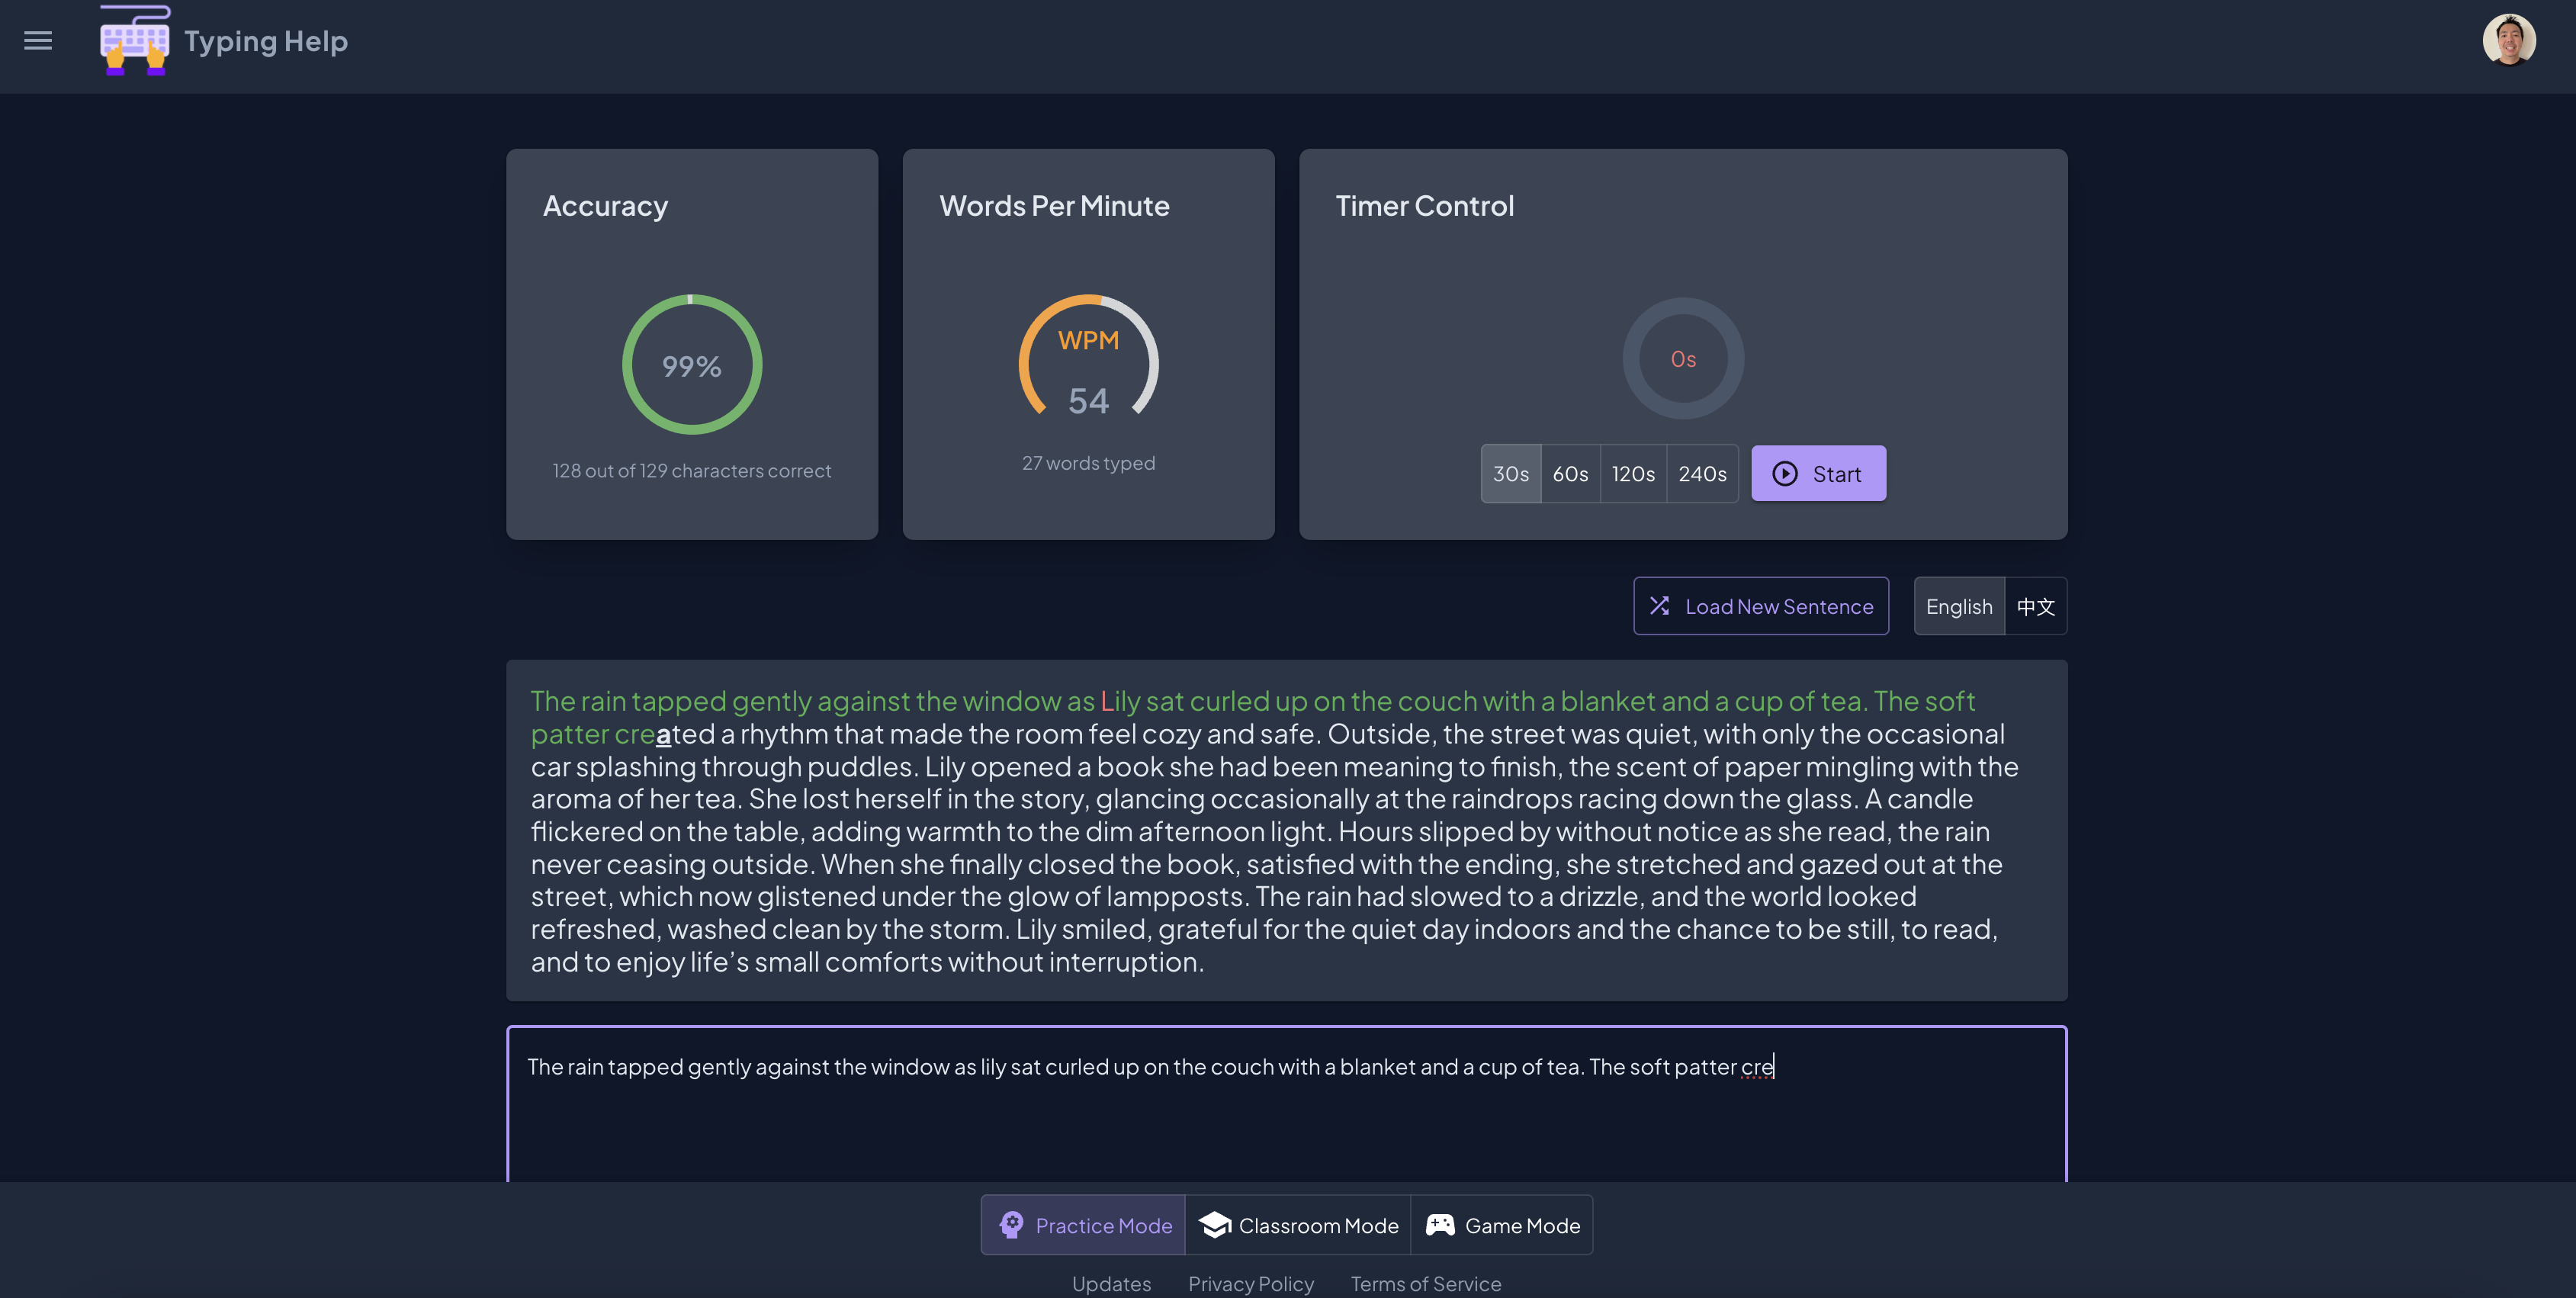 Typing Help
Accuracy
Words Per Minute
Timer Control
99%
WPM
54
0s
128 out of 129 characters correct
27 words typed
30s 60s 120s 240s Start
Load New Sentence
English 中文
The rain tapped gently against the window as Lily sat curled up on the couch with a blanket and a cup of tea. The soft
patter created a rhythm that made the room feel cozy and safe. Outside, the street was quiet, with only the occasional
car splashing through puddles. Lily opened a book she had been meaning to finish, the scent of paper mingling with the
aroma of her tea. She lost herself in the story, glancing occasionally at the raindrops racing down the glass. A candle
flickered on the table, adding warmth to the dim afternoon light. Hours slipped by without notice as she read, the rain
never ceasing outside. When she finally closed the book, satisfied with the ending, she stretched and gazed out at the
street, which now glistened under the glow of lampposts. The rain had slowed to a drizzle, and the world looked
refreshed, washed clean by the storm. Lily smiled, grateful for the quiet day indoors and the chance to be still, to read,
and to enjoy life’s small comforts without interruption.
The rain tapped gently against the window as lily sat curled up on the couch with a blanket and a cup of tea. The soft patter cre
Practice Mode Classroom Mode Game Mode
Updates Privacy Policy Terms of Service